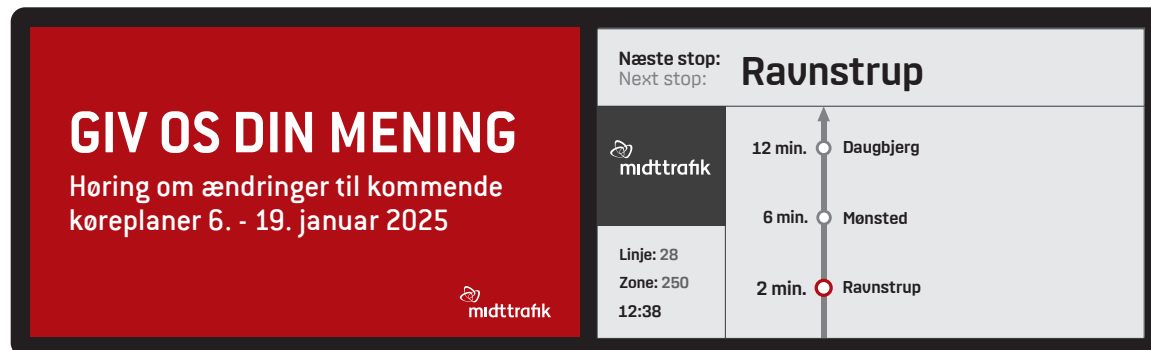 GIV OS DIN MENING
Høring om ændringer til kommende
køreplaner 6. - 19. januar 2025
midttrafik
Næste stop:
Next stop:
Ravnstrup
midttrafik
Linje: 28
Zone: 250
12:38
12 min. Daugbjerg
6 min. Mønsted
2 min. Ravnstrup